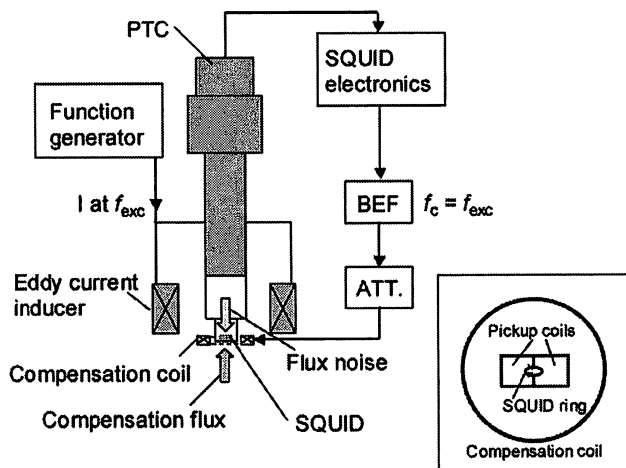 PTC
SQUID
electronics
Function
generator
I at fexc
BEF
fc = fexc
Eddy current
inducer
ATT.
Flux noise
Compensation coil
Compensation flux
SQUID
Pickup coils
SQUID ring
Compensation coil